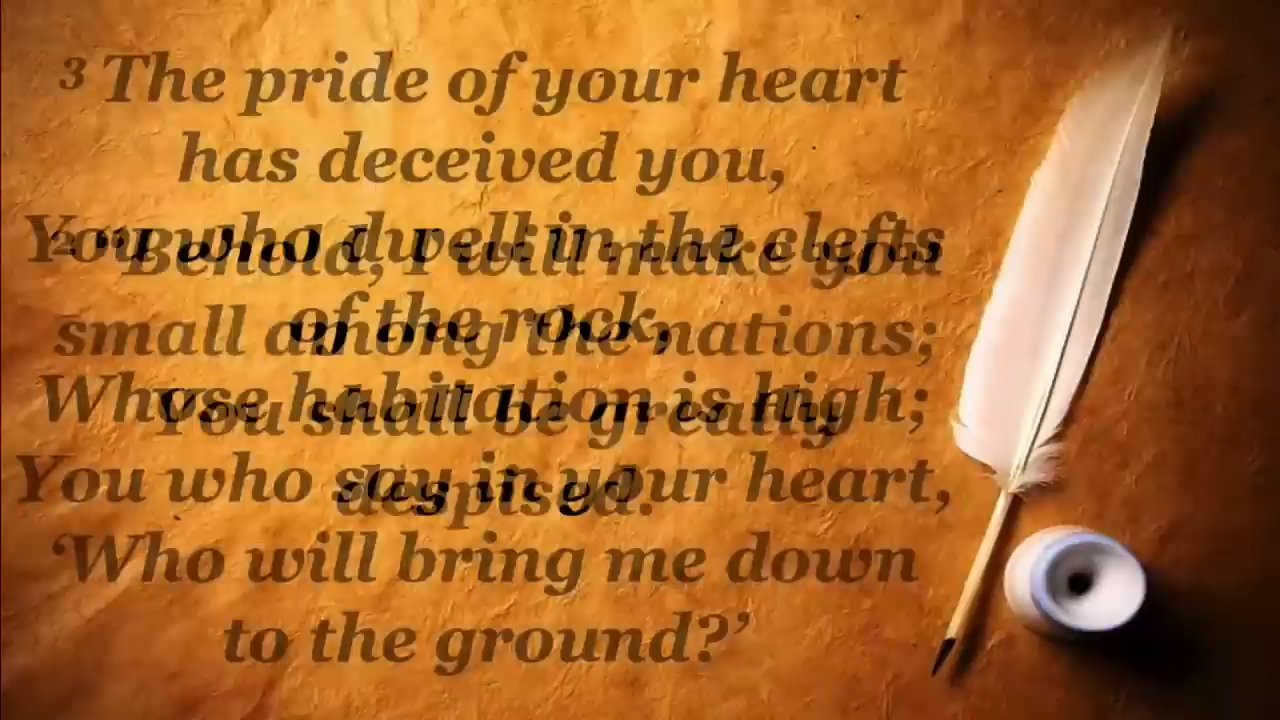 ³ The pride of your heart
has deceived you,
You who dwell in the clefts
of the rock,
Whose habitation is high;
You who say in your heart,
‘Who will bring me down
to the ground?’
² “Behold, I will make you
small among the nations;
You shall be greatly
despised.